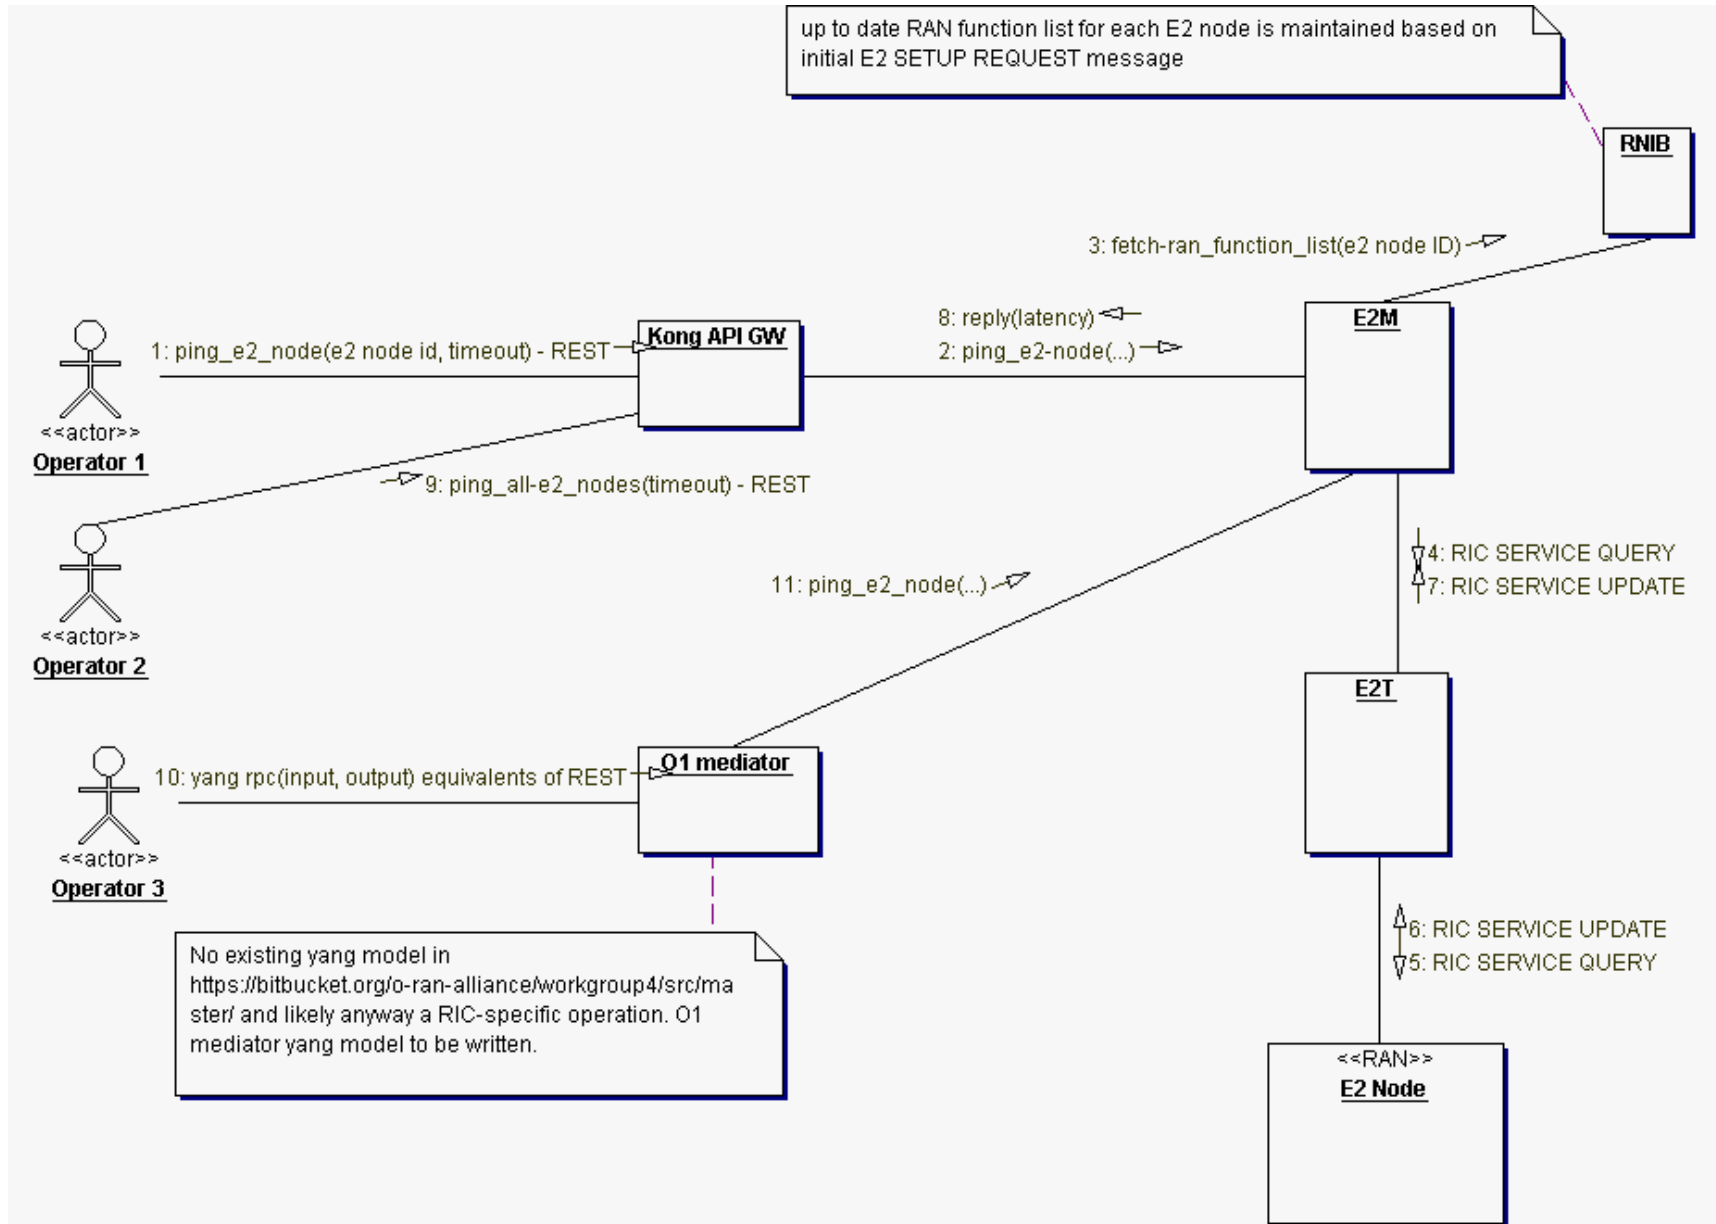 up to date RAN function list for each E2 node is maintained based on
initial E2 SETUP REQUEST message
RNIB
3: fetch-ran_function_list(e2 node ID)
E2M
8: reply(latency)
2: ping_e2-node(...)
Kong API GW
1: ping_e2_node(e2 node id, timeout) - REST
<<actor>>
Operator 1
9: ping_all-e2_nodes(timeout) - REST
<<actor>>
Operator 2
4: RIC SERVICE QUERY
7: RIC SERVICE UPDATE
11: ping_e2_node(...)
E2T
O1 mediator
10: yang rpc(input, output) equivalents of REST
<<actor>>
Operator 3
6: RIC SERVICE UPDATE
5: RIC SERVICE QUERY
No existing yang model in
https://bitbucket.org/o-ran-alliance/workgroup4/src/ma
ster/ and likely anyway a RIC-specific operation. O1
mediator yang model to be written.
<<RAN>>
E2 Node